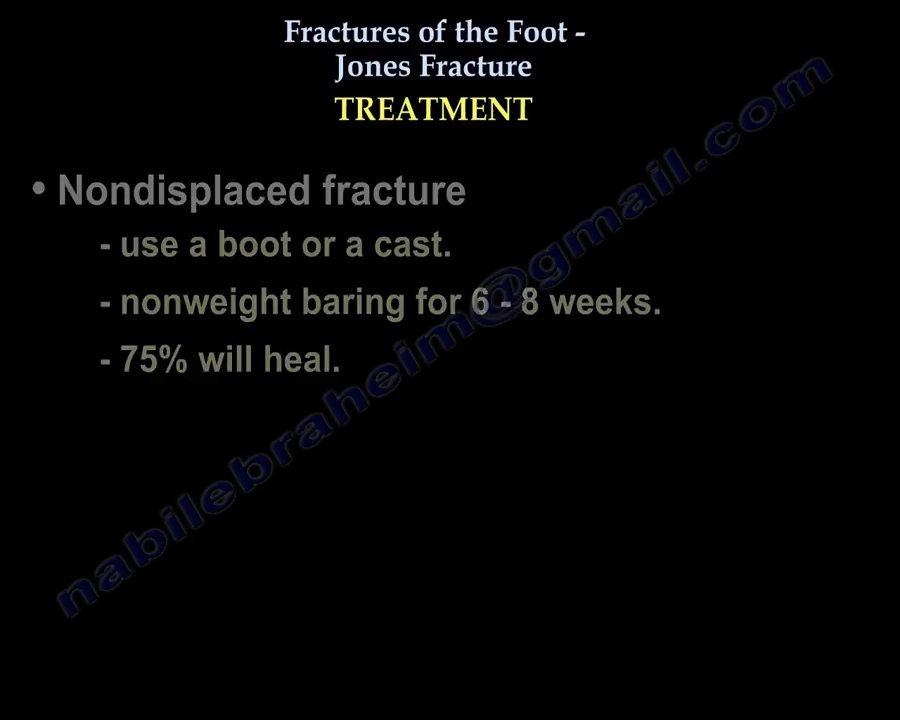 Fractures of the Foot -
Jones Fracture
TREATMENT
• Nondisplaced fracture
- use a boot or a cast.
- nonweight baring for 6 - 8 weeks.
- 75% will heal.
nabilebraheim@gmail.com